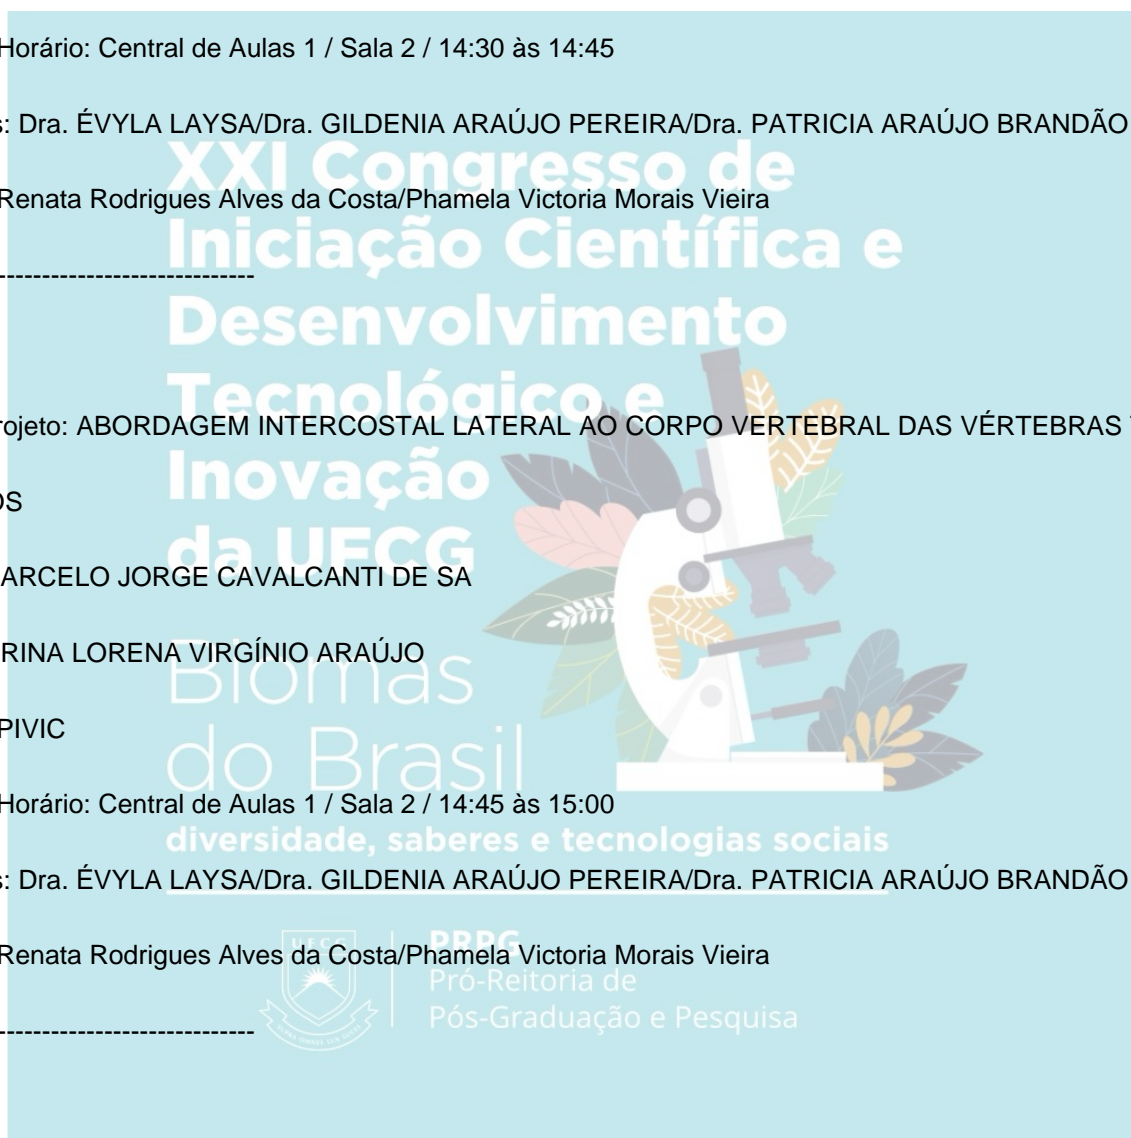 Horário: Central de Aulas 1 / Sala 2 / 14:30 às 14:45
s: Dra. ÉVYLA LAYSA/Dra. GILDENIA ARAÚJO PEREIRA/Dra. PATRICIA ARAÚJO BRANDÃO
XXI Congresso de
Renata Rodrigues Alves da Costa/Phamela Victoria Morais Vieira
Iniciação Científica e
-----------------------------
Desenvolvimento
Tecnológico e
rojeto: ABORDAGEM INTERCOSTAL LATERAL AO CORPO VERTEBRAL DAS VÉRTEBRAS
Inovação
OS
da UFCG
ARCELO JORGE CAVALCANTI DE SA
RINA LORENA VIRGÍNIO ARAÚJO
Biomas
PIVIC
do Brasil
Horário: Central de Aulas 1 / Sala 2 / 14:45 às 15:00
diversidade, saberes e tecnologias sociais
s: Dra. ÉVYLA LAYSA/Dra. GILDENIA ARAÚJO PEREIRA/Dra. PATRICIA ARAÚJO BRANDÃO
UFCG
PRPG
Renata Rodrigues Alves da Costa/Phamela Victoria Morais Vieira
Pró-Reitoria de
Pós-Graduação e Pesquisa
-----------------------------